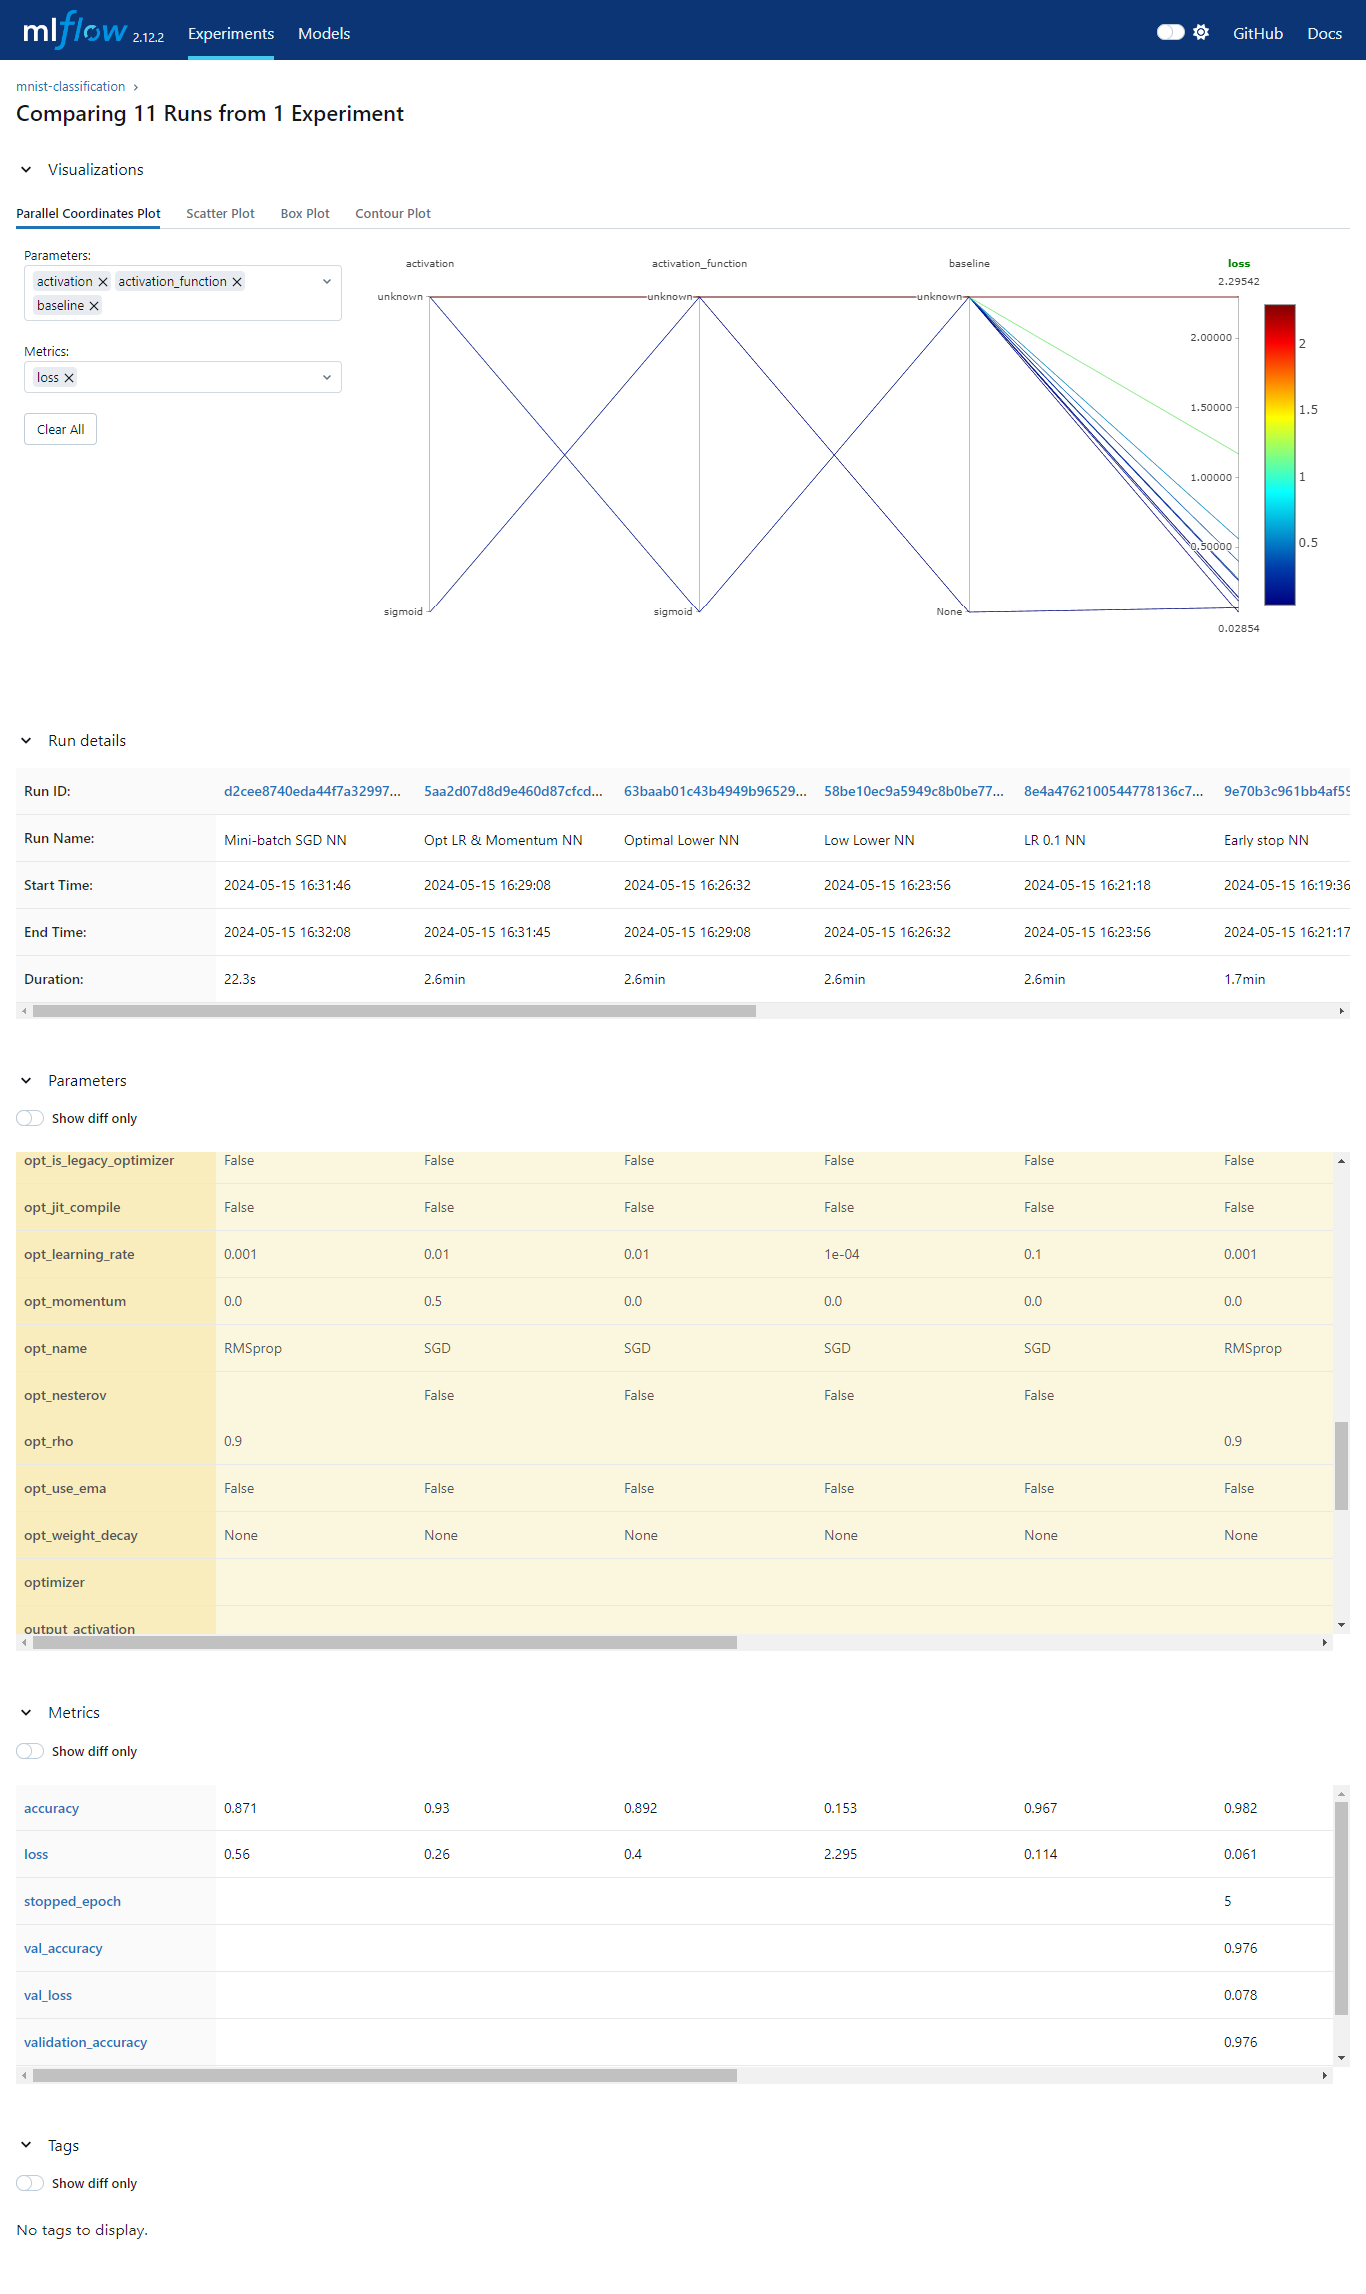 mlflow 2.12.2 Experiments Models GitHub Docs
mnist-classification ›
Comparing 11 Runs from 1 Experiment
Visualizations
Parallel Coordinates Plot Scatter Plot Box Plot Contour Plot
Parameters:
activation activation_function
baseline
Metrics:
loss
Clear All
activation activation_function baseline loss
2.29542
unknown unknown unknown
2.00000
1.50000
1.00000
0.50000
sigmoid sigmoid None
0.02854
2
1.5
1
0.5
Run details
Run ID: d2cee8740eda44f7a32997... 5aa2d07d8d9e460d87cfcd... 63baab01c43b4949b96529... 58be10ec9a5949c8b0be77... 8e4a4762100544778136c7... 9e70b3c961bb4af59
Run Name: Mini-batch SGD NN Opt LR & Momentum NN Optimal Lower NN Low Lower NN LR 0.1 NN Early stop NN
Start Time: 2024-05-15 16:31:46 2024-05-15 16:29:08 2024-05-15 16:26:32 2024-05-15 16:23:56 2024-05-15 16:21:18 2024-05-15 16:19:36
End Time: 2024-05-15 16:32:08 2024-05-15 16:31:45 2024-05-15 16:29:08 2024-05-15 16:26:32 2024-05-15 16:23:56 2024-05-15 16:21:17
Duration: 22.3s 2.6min 2.6min 2.6min 2.6min 1.7min
Parameters
Show diff only
opt_is_legacy_optimizer False False False False False False
opt_jit_compile False False False False False False
opt_learning_rate 0.001 0.01 0.01 1e-04 0.1 0.001
opt_momentum 0.0 0.5 0.0 0.0 0.0 0.0
opt_name RMSprop SGD SGD SGD SGD RMSprop
opt_nesterov False False False False
opt_rho 0.9 0.9
opt_use_ema False False False False False False
opt_weight_decay None None None None None None
optimizer
output_activation
Metrics
Show diff only
accuracy 0.871 0.93 0.892 0.153 0.967 0.982
loss 0.56 0.26 0.4 2.295 0.114 0.061
stopped_epoch 5
val_accuracy 0.976
val_loss 0.078
validation_accuracy 0.976
Tags
Show diff only
No tags to display.